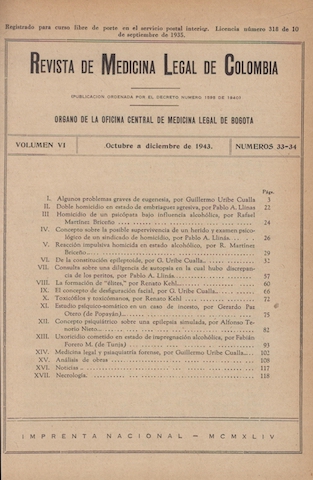 Registrado para curso libre de porte en el servicio postal interior. Licencia número 316 de 10
de septiembre de 1935.
REVISTA DE MEDICINA LEGAL DE COLOMBIA
(PUBLICACION ORDENADA POR EL DECRETO NUMERO DE 1940)
ORGANO DE LA OFICINA CENTRAL DE MEDICINA LEGAL DE BOGOTA
VOLUMEN VI Octubre a diciembre de 1943. NUMEROS 33-34
Págs.
I. Algunos problemas graves de eugenesia, por Guillermo Uribe Cualla 3
II. Doble homicidio en estado de embriaguez agresiva, por Pablo A. Llinas 22
III. Homicidio de un psicópata bajo influencia alcohólica, por Rafael
Martínez Briceño .. 24
IV. Concepto sobre la posible supervivencia de un herido y examen psico-
lógico de un sindicado de homicidio, por Pablo A. Llinás. . . 26
V. Reacción impulsiva homicida en estado alcohólico, por R. Martínez
Briceño.. 29
VI. De la constitución epileptoide, por G. Uribe Cualla. 32
VII. Consulta sobre una diligencia de autopsia en la cual hubo discrepan-
cia de los peritos, por Pablo A. Llinás 57
VIII. La formación de "élites," por Renato Kehl.. 60
IX. El concepto de desfiguración facial, por G. Uribe Cualla.. 66
X. Toxicófilos y toxicómanos, por Renato Kehl ..
XI. Estudio psíquico-somático en un caso de incesto, por Gerardo Paz
Otero (de Popayán).. 75
XII. Concepto psiquiátrico sobre una epilepsia simulada, por Alfonso Te-
norio Nieto.. 82
XIII. Uxoricidio cometido en estado de impregnación alcohólica, por Fabián
Forero M. (de Tunja) 93
XIV. Medicina legal y psiquiatría forense, por Guillermo Uribe Cualla.. 102
XV. Análisis de obras 108
XVI. Noticias .. 117
XVII. Necrología. 118
IMPRENTA NACIONAL - MCMXLIV